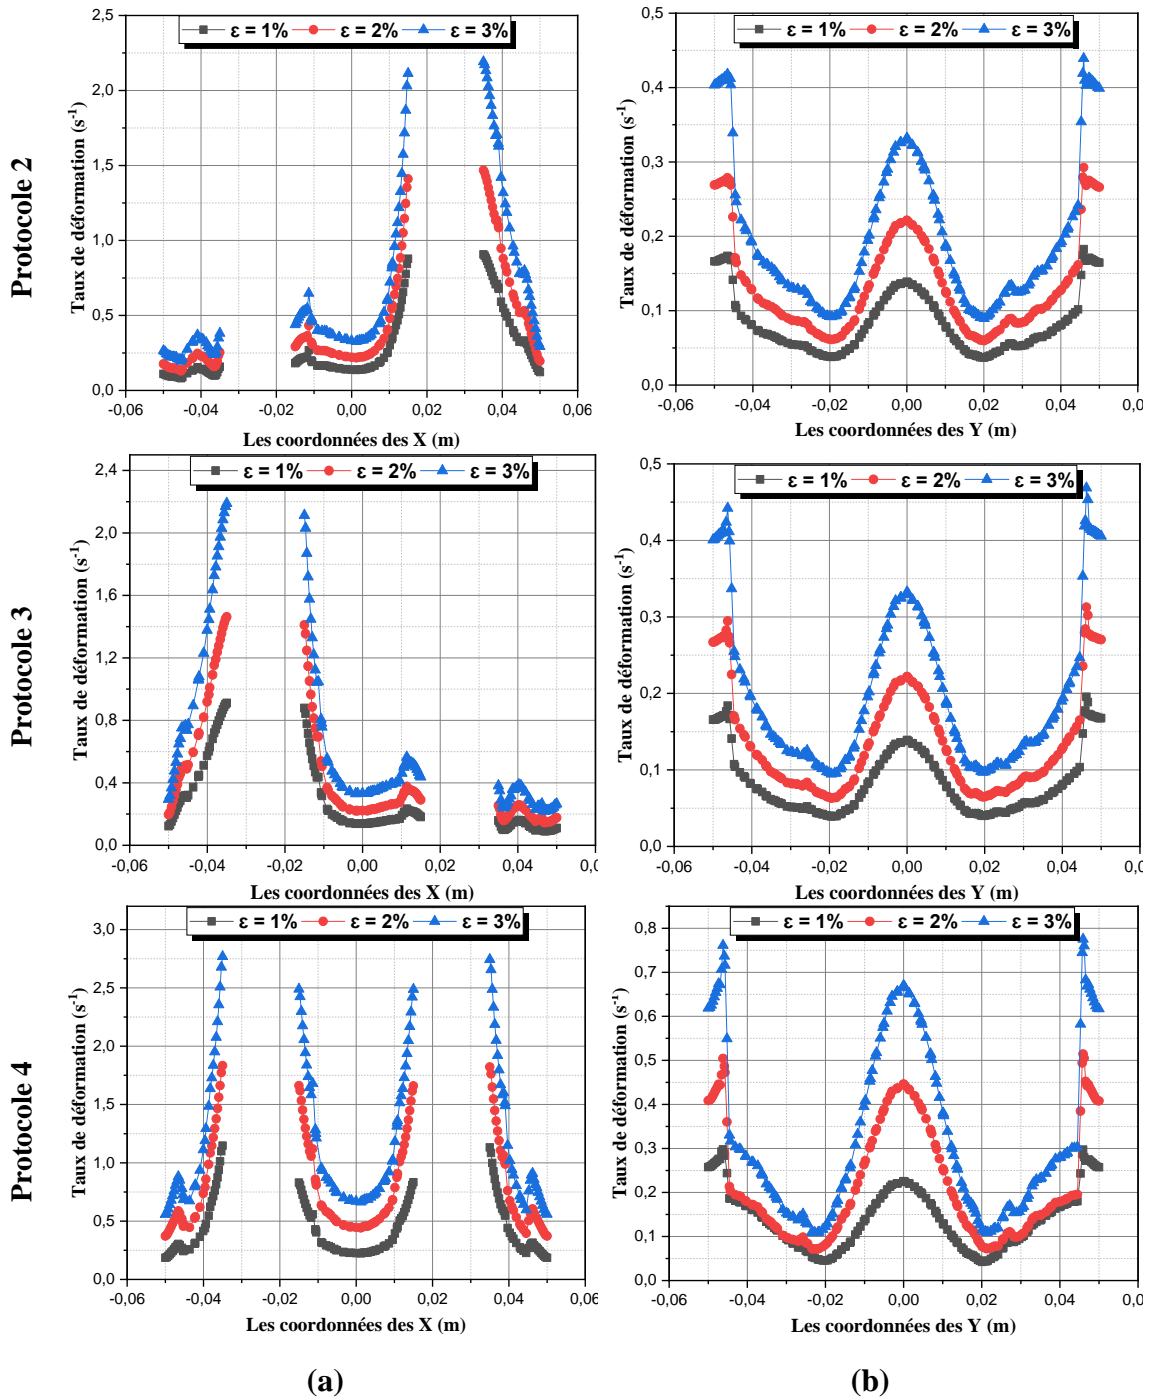 Protocole 2
Taux de déformation (s-1)
2,5
2,0
1,5
1,0
0,5
0,0
ε = 1% ε = 2% ε = 3%
-0,06 -0,04 -0,02 0,00 0,02 0,04 0,06
Les coordonnées des X (m)
Taux de déformation (s-1)
0,5
0,4
0,3
0,2
0,1
0,0
ε = 1% ε = 2% ε = 3%
-0,06 -0,04 -0,02 0,00 0,02 0,04 0,06
Les coordonnées des Y (m)
Protocole 3
Taux de déformation (s-1)
2,4
2,0
1,6
1,2
0,8
0,4
0,0
ε = 1% ε = 2% ε = 3%
-0,06 -0,04 -0,02 0,00 0,02 0,04 0,0
Les coordonnées des X (m)
Taux de déformation (s-1)
0,5
0,4
0,3
0,2
0,1
0,0
ε = 1% ε = 2% ε = 3%
-0,06 -0,04 -0,02 0,00 0,02 0,04 0,0
Les coordonnées des Y (m)
Protocole 4
Taux de déformation (s-1)
3,0
2,5
2,0
1,5
1,0
0,5
0,0
ε = 1% ε = 2% ε = 3%
-0,06 -0,04 -0,02 0,00 0,02 0,04 0,06
Les coordonnées des X (m)
Taux de déformation (s-1)
0,8
0,7
0,6
0,5
0,4
0,3
0,2
0,1
0,0
ε = 1% ε = 2% ε = 3%
-0,06 -0,04 -0,02 0,00 0,02 0,04 0,0
Les coordonnées des Y (m)
(a)
(b)